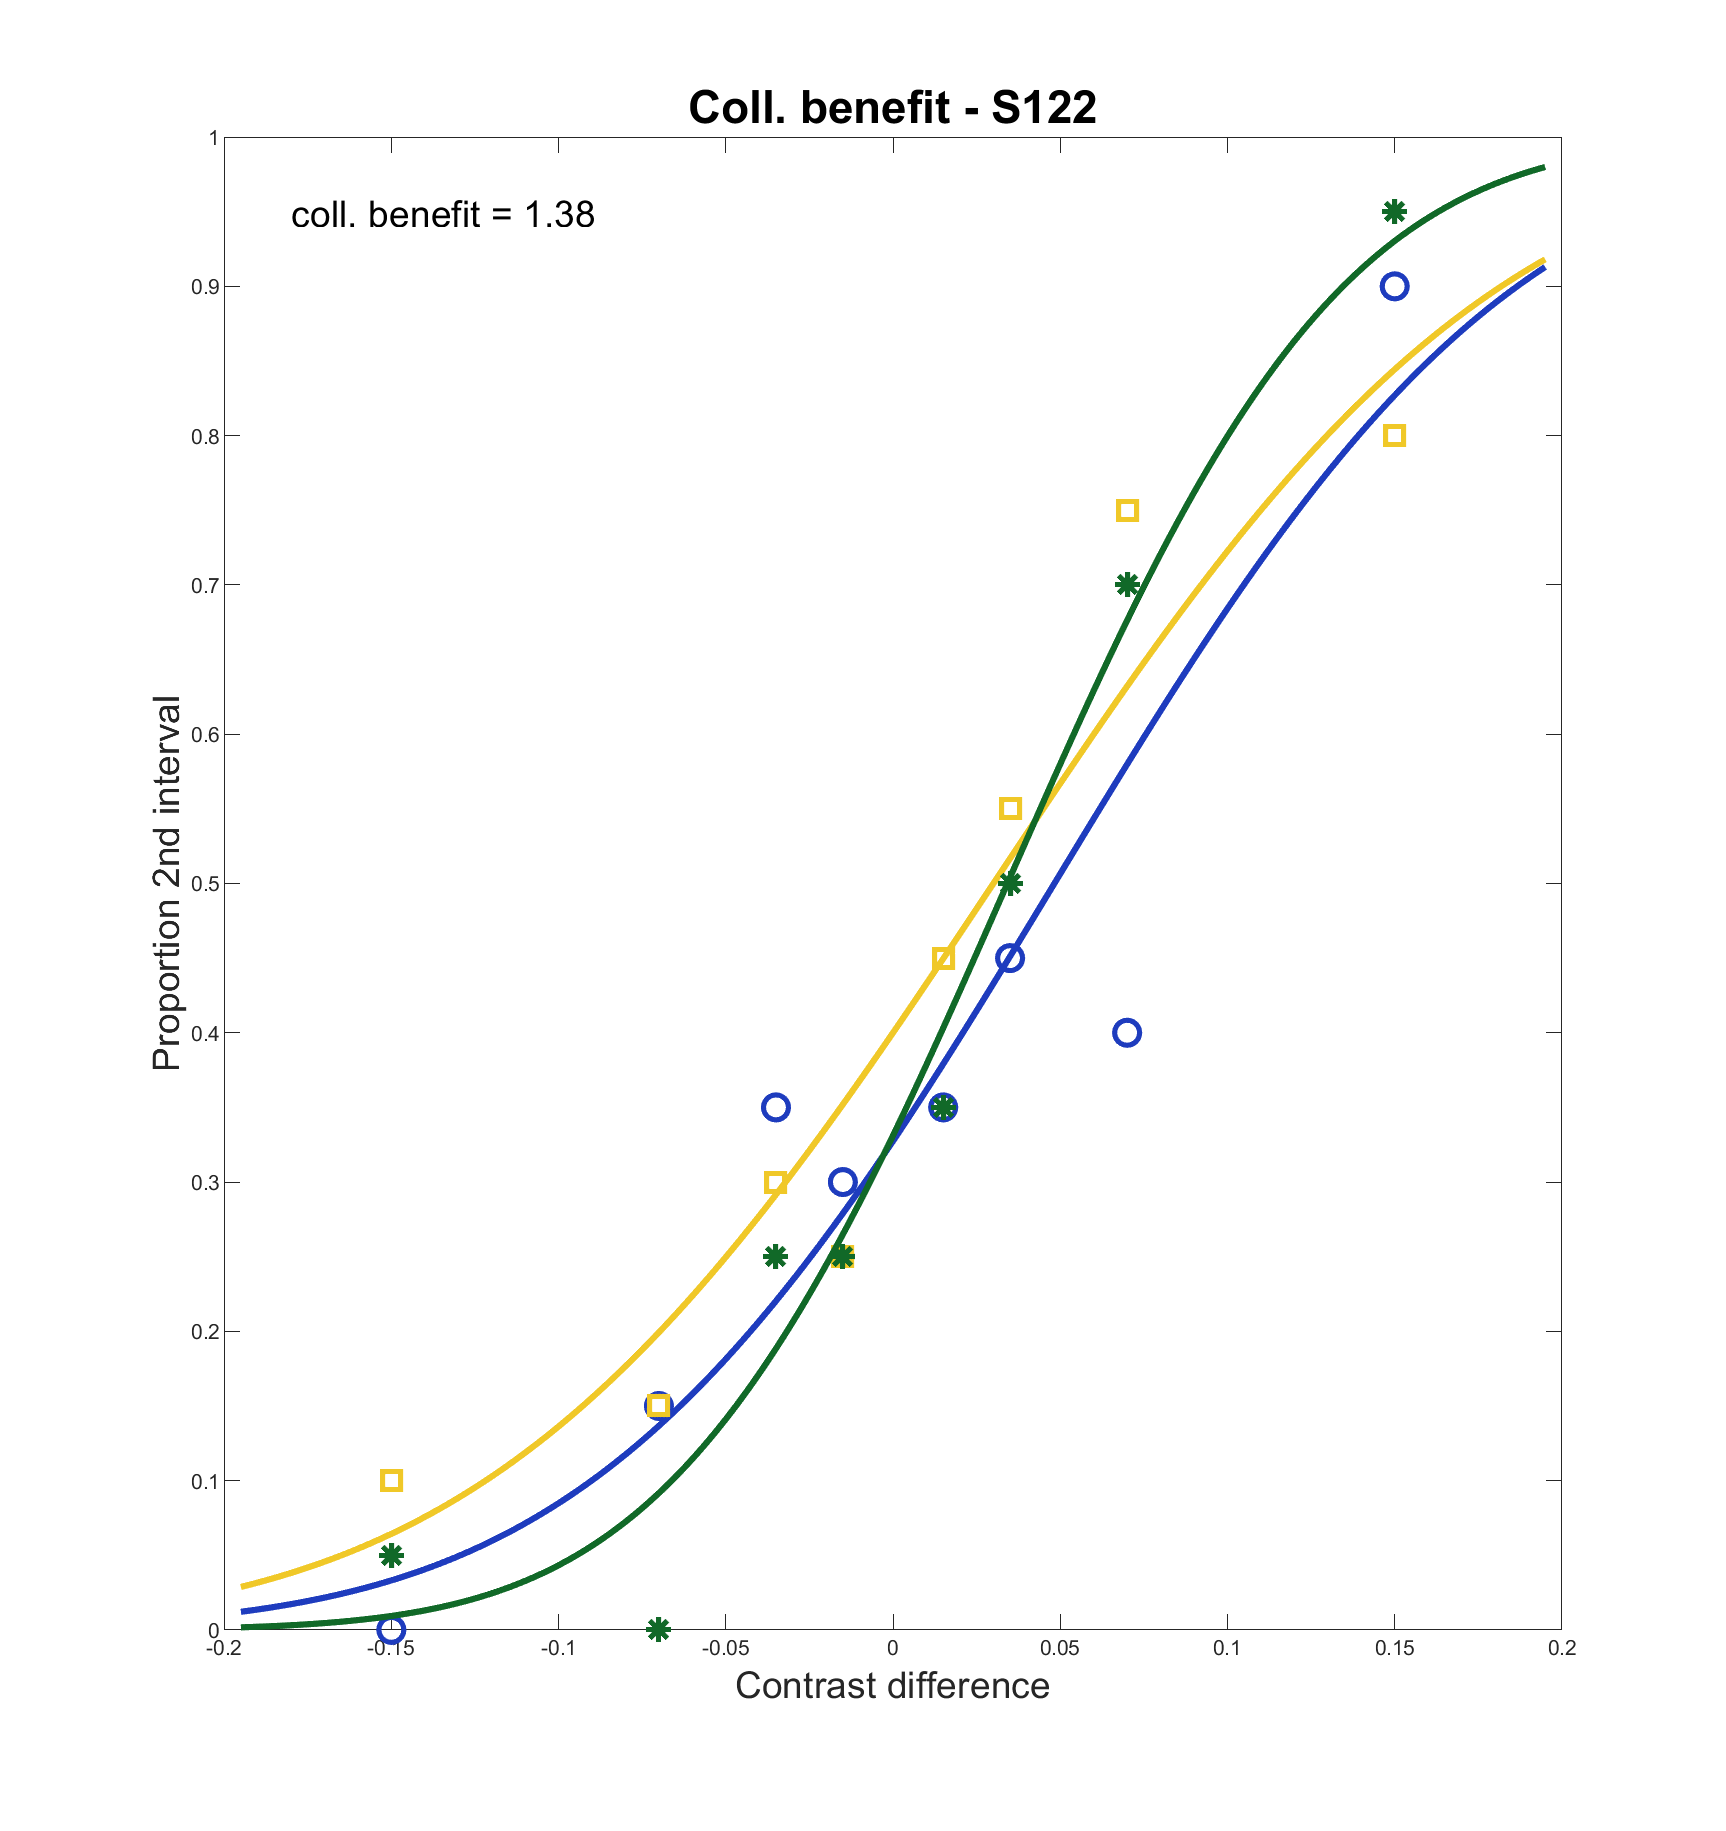 Coll. benefit - S122
coll. benefit = 1.38
1
0.9
0.8
0.7
0.6
0.5
0.4
0.3
0.2
0.1
0
Proportion 2nd interval
-0.2 -0.15 -0.1 -0.05 0 0.05 0.1 0.15 0.2
Contrast difference